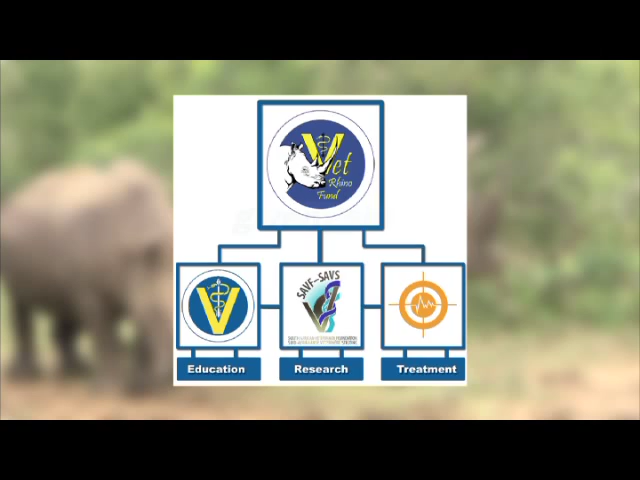 Vet
Rhino
Fund
SAVF-SAVS
V
Education
Research
Treatment